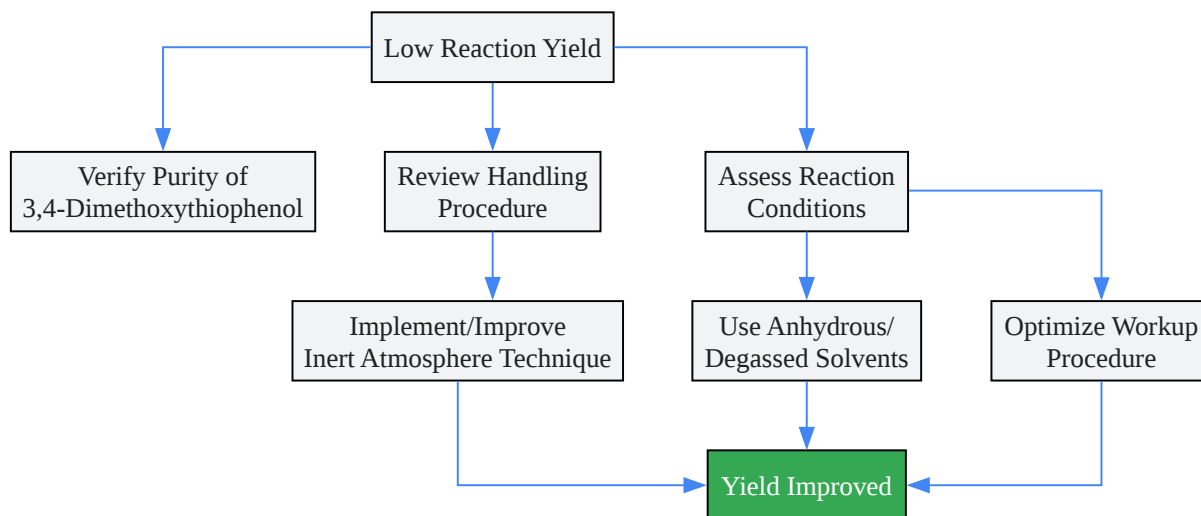 Low Reaction Yield
Verify Purity of
3,4-Dimethoxythiophenol
Review Handling
Procedure
Assess Reaction
Conditions
Implement/Improve
Inert Atmosphere Technique
Use Anhydrous/
Degassed Solvents
Optimize Workup
Procedure
Yield Improved